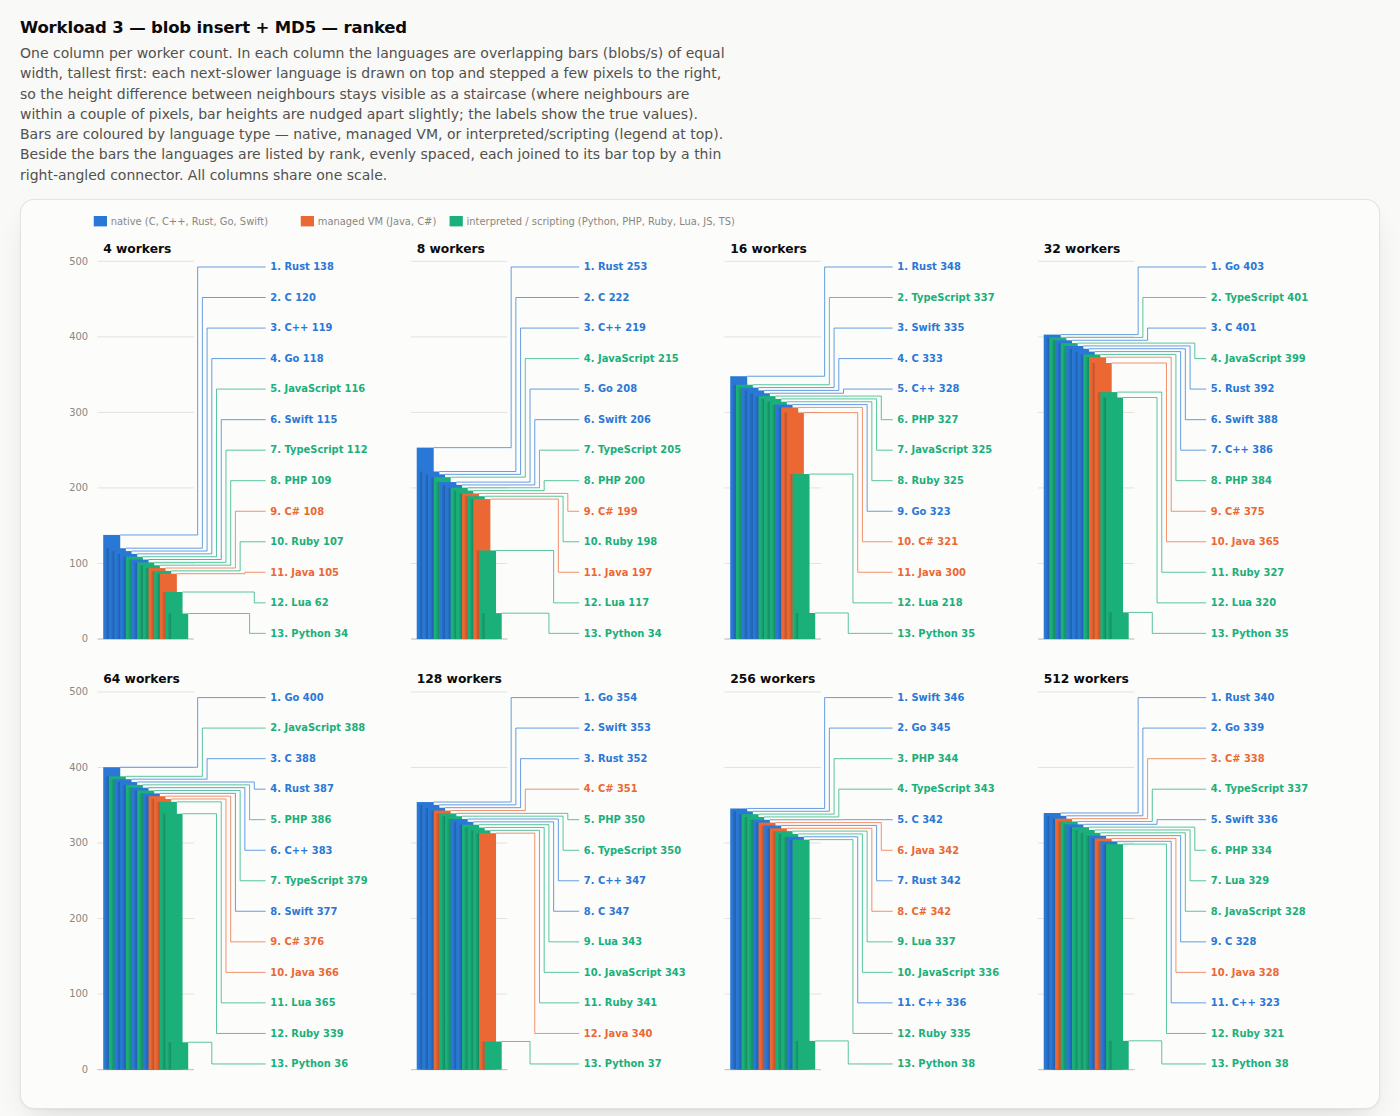 Workload 3 — blob insert + MD5 — ranked
One column per worker count. In each column the languages are overlapping bars (blobs/s) of equal
width, tallest first: each next-slower language is drawn on top and stepped a few pixels to the right,
so the height difference between neighbours stays visible as a staircase (where neighbours are
within a couple of pixels, bar heights are nudged apart slightly; the labels show the true values).
Bars are coloured by language type — native, managed VM, or interpreted/scripting (legend at top).
Beside the bars the languages are listed by rank, evenly spaced, each joined to its bar top by a thin
right-angled connector. All columns share one scale.
native (C, C++, Rust, Go, Swift)
managed VM (Java, C#)
interpreted / scripting (Python, PHP, Ruby, Lua, JS, TS)
4 workers
500
400
300
200
100
0
1. Rust 138
2. C 120
3. C++ 119
4. Go 118
5. JavaScript 116
6. Swift 115
7. TypeScript 112
8. PHP 109
9. C# 108
10. Ruby 107
11. Java 105
12. Lua 62
13. Python 34
8 workers
1. Rust 253
2. C 222
3. C++ 219
4. JavaScript 215
5. Go 208
6. Swift 206
7. TypeScript 205
8. PHP 200
9. C# 199
10. Ruby 198
11. Java 197
12. Lua 117
13. Python 34
16 workers
1. Rust 348
2. TypeScript 337
3. Swift 335
4. C 333
5. C++ 328
6. PHP 327
7. JavaScript 325
8. Ruby 325
9. Go 323
10. C# 321
11. Java 300
12. Lua 218
13. Python 35
32 workers
1. Go 403
2. TypeScript 401
3. C 401
4. JavaScript 399
5. Rust 392
6. Swift 388
7. C++ 386
8. PHP 384
9. C# 375
10. Java 365
11. Ruby 327
12. Lua 320
13. Python 35
64 workers
500
400
300
200
100
0
1. Go 400
2. JavaScript 388
3. C 388
4. Rust 387
5. PHP 386
6. C++ 383
7. TypeScript 379
8. Swift 377
9. C# 376
10. Java 366
11. Lua 365
12. Ruby 339
13. Python 36
128 workers
1. Go 354
2. Swift 353
3. Rust 352
4. C# 351
5. PHP 350
6. TypeScript 350
7. C++ 347
8. C 347
9. Lua 343
10. JavaScript 343
11. Ruby 341
12. Java 340
13. Python 37
256 workers
1. Swift 346
2. Go 345
3. PHP 344
4. TypeScript 343
5. C 342
6. Java 342
7. Rust 342
8. C# 342
9. Lua 337
10. JavaScript 336
11. C++ 336
12. Ruby 335
13. Python 38
512 workers
1. Rust 340
2. Go 339
3. C# 338
4. TypeScript 337
5. Swift 336
6. PHP 334
7. Lua 329
8. JavaScript 328
9. C 328
10. Java 328
11. C++ 323
12. Ruby 321
13. Python 38